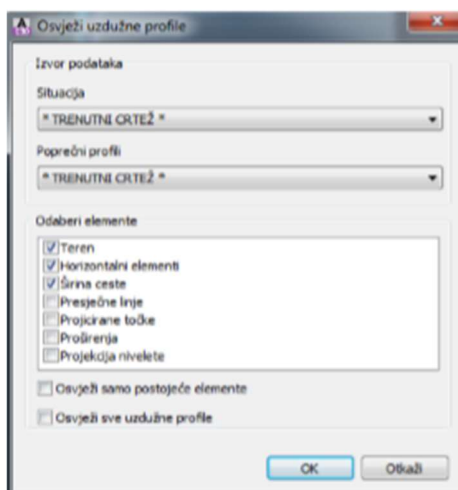 Osvježi uzdužne profile
Izvor podataka
Situacija
* TRENUTNI CRTEŽ *
Poprečni profili
* TRENUTNI CRTEŽ *
Odaberi elemente
Teren
Horizontalni elementi
Širina ceste
Presječne linje
Projicirane točke
Proširenja
Projekcija nivelete
Osvježi samo postojeće elemente
Osvježi sve uzdužne profile
OK Otkaži